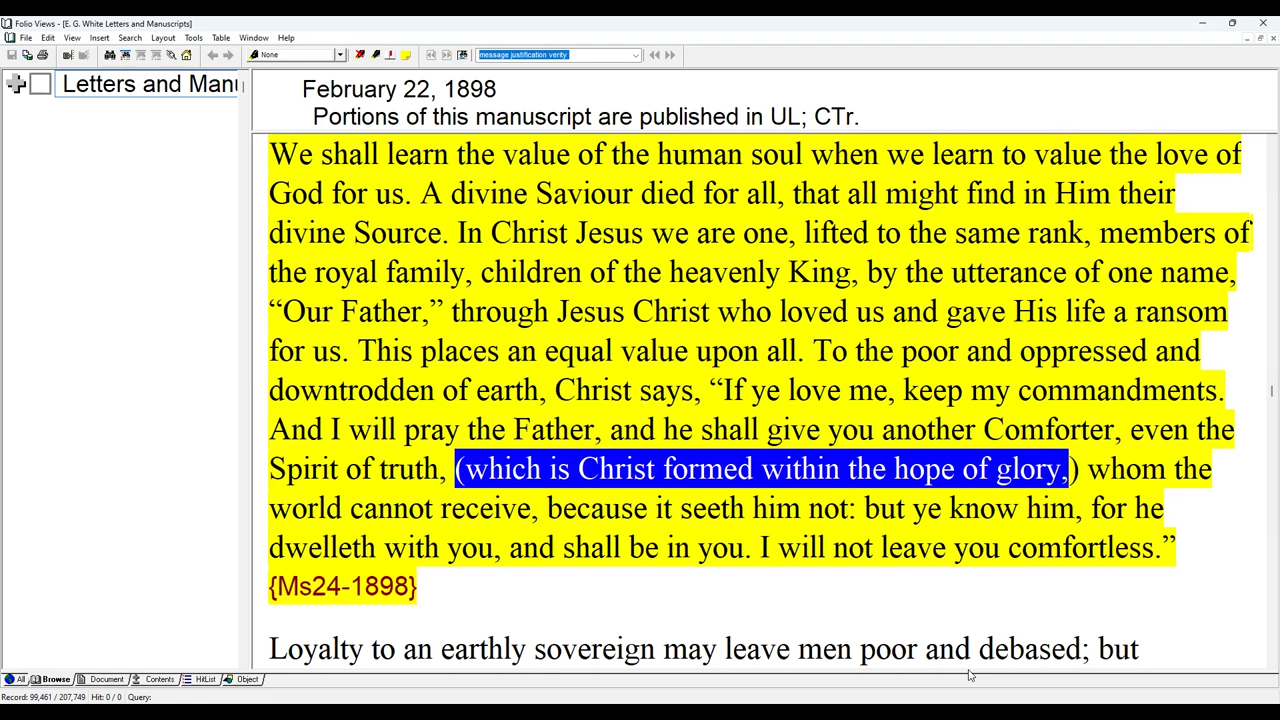 Folio Views - [E. G. White Letters and Manuscripts]
File Edit View Insert Search Layout Tools Table Window Help
None
message justification verity
Letters and Manu
February 22, 1898
Portions of this manuscript are published in UL; CTr.
We shall learn the value of the human soul when we learn to value the love of
God for us. A divine Saviour died for all, that all might find in Him their
divine Source. In Christ Jesus we are one, lifted to the same rank, members of
the royal family, children of the heavenly King, by the utterance of one name,
“Our Father,” through Jesus Christ who loved us and gave His life a ransom
for us. This places an equal value upon all. To the poor and oppressed and
downtrodden of earth, Christ says, “If ye love me, keep my commandments.
And I will pray the Father, and he shall give you another Comforter, even the
Spirit of truth, (which is Christ formed within the hope of glory,) whom the
world cannot receive, because it seeth him not: but ye know him, for he
dwelleth with you, and shall be in you. I will not leave you comfortless.”
{Ms24-1898}
Loyalty to an earthly sovereign may leave men poor and debased; but
All Browse Document Contents HitList Object
Record: 99,461 / 207,749 Hit: 0 / 0 Query: